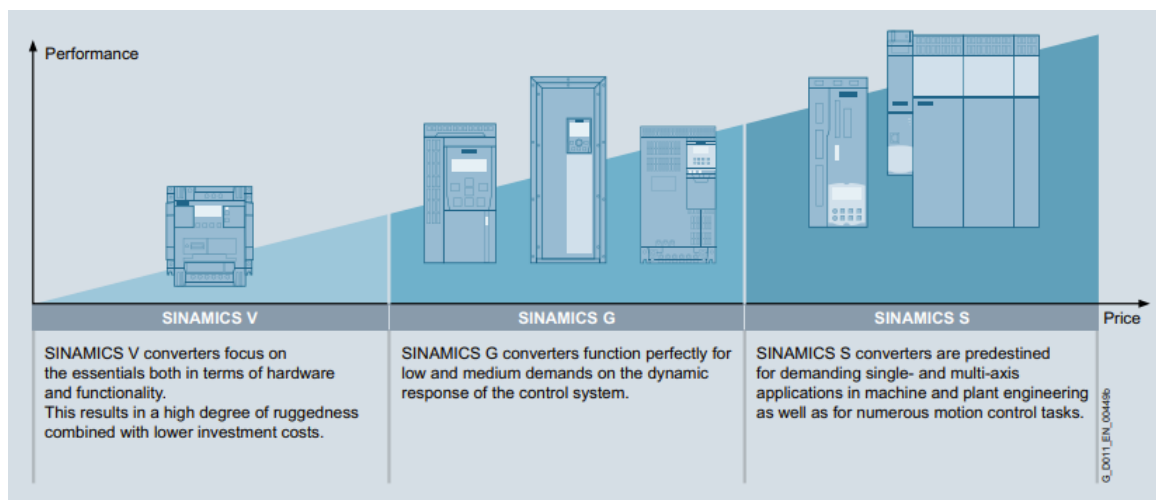 Performance
SINAMICS V
SINAMICS G
SINAMICS S
Price
SINAMICS V converters focus on
the essentials both in terms of hardware
and functionality.
This results in a high degree of ruggedness
combined with lower investment costs.
SINAMICS G converters function perfectly for
low and medium demands on the dynamic
response of the control system.
SINAMICS S converters are predestined
for demanding single- and multi-axis
applications in machine and plant engineering
as well as for numerous motion control tasks.
G_D011_EN_00449b